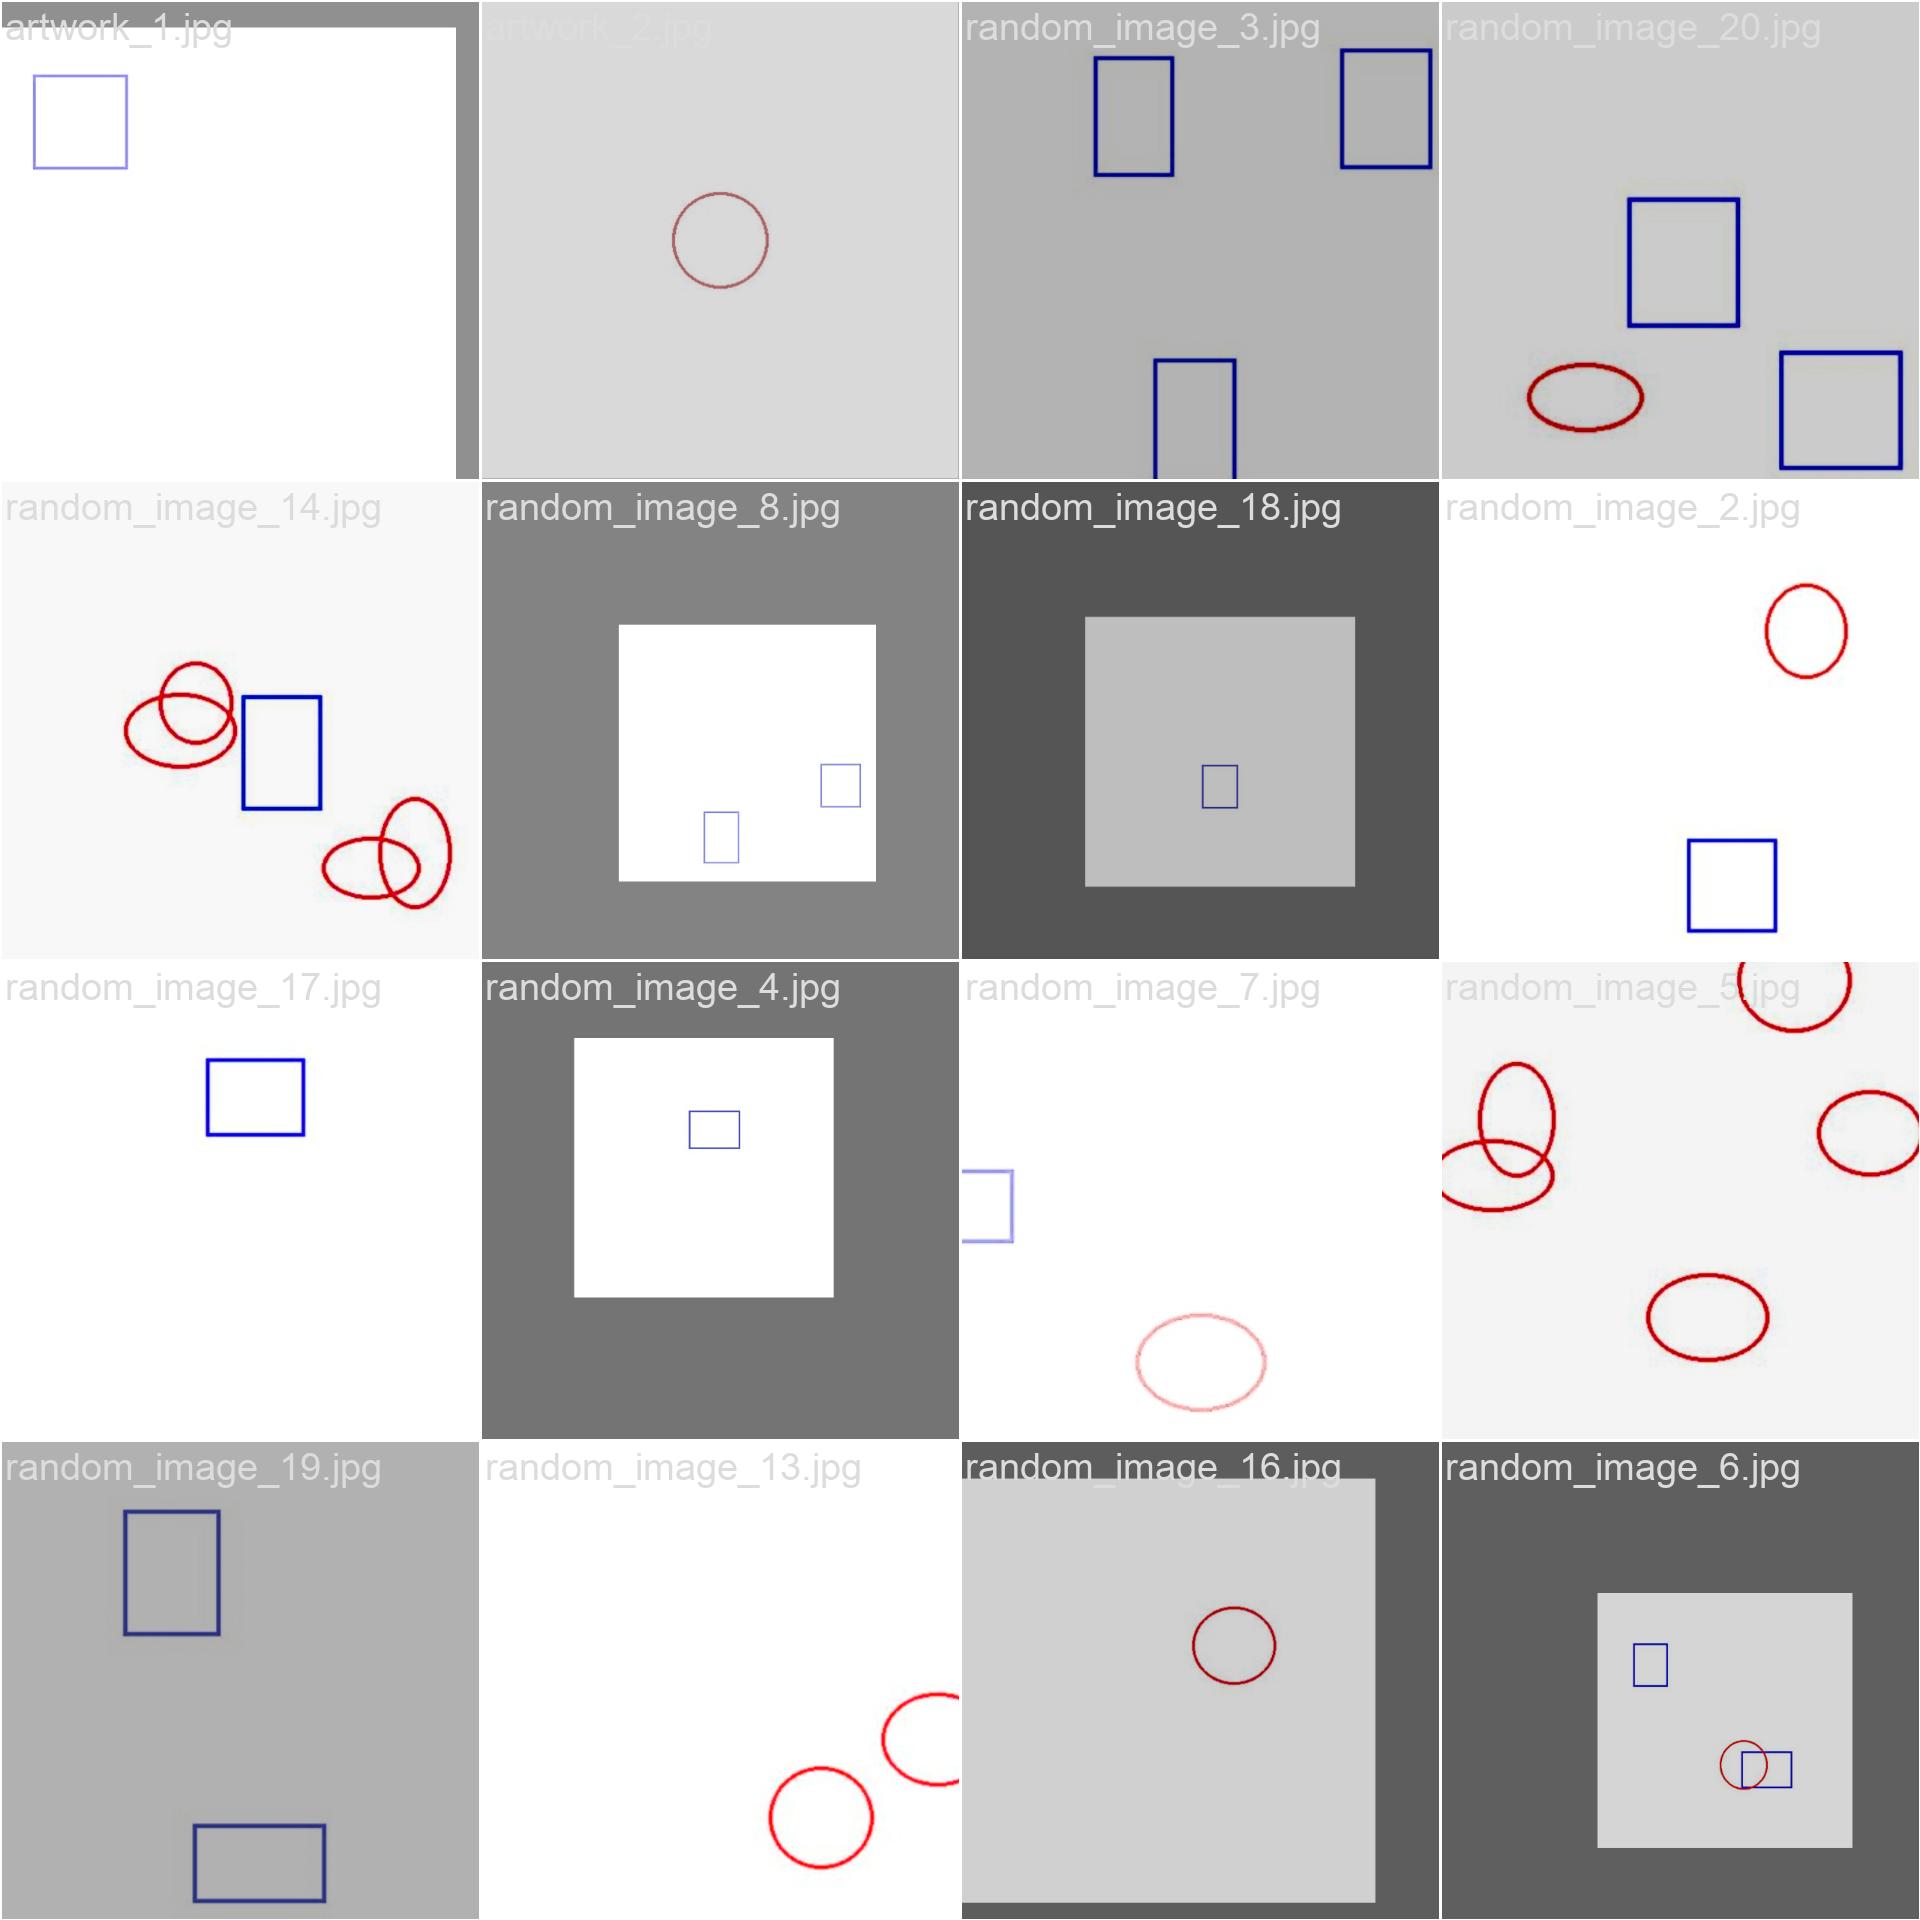 artwork_1.jpg
artwork_2.jpg
random_image_3.jpg
random_image_20.jpg
random_image_14.jpg
random_image_8.jpg
random_image_18.jpg
random_image_2.jpg
random_image_17.jpg
random_image_4.jpg
random_image_7.jpg
random_image_5.jpg
random_image_19.jpg
random_image_13.jpg
random_image_16.jpg
random_image_6.jpg